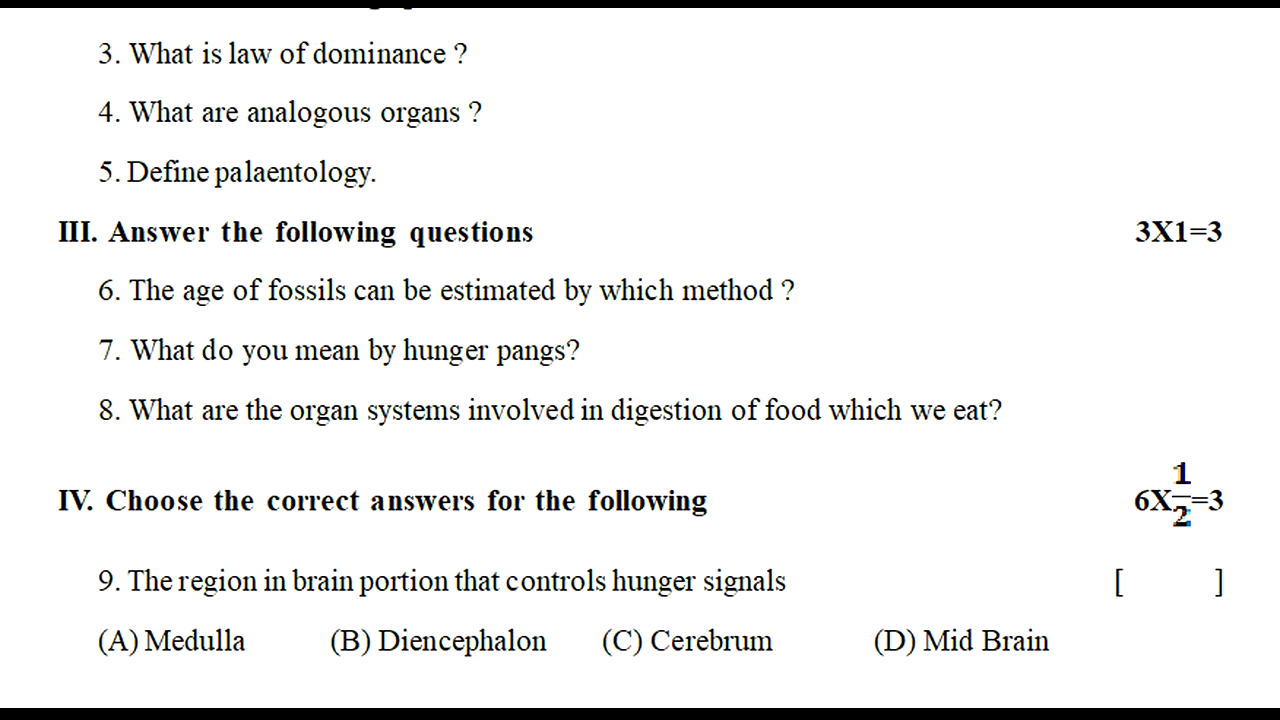 3. What is law of dominance ?
4. What are analogous organs ?
5. Define palaentology.
III. Answer the following questions 3X1=3
6. The age of fossils can be estimated by which method ?
7. What do you mean by hunger pangs?
8. What are the organ systems involved in digestion of food which we eat?
IV. Choose the correct answers for the following 6X1/2=3
9. The region in brain portion that controls hunger signals [ ]
(A) Medulla (B) Diencephalon (C) Cerebrum (D) Mid Brain